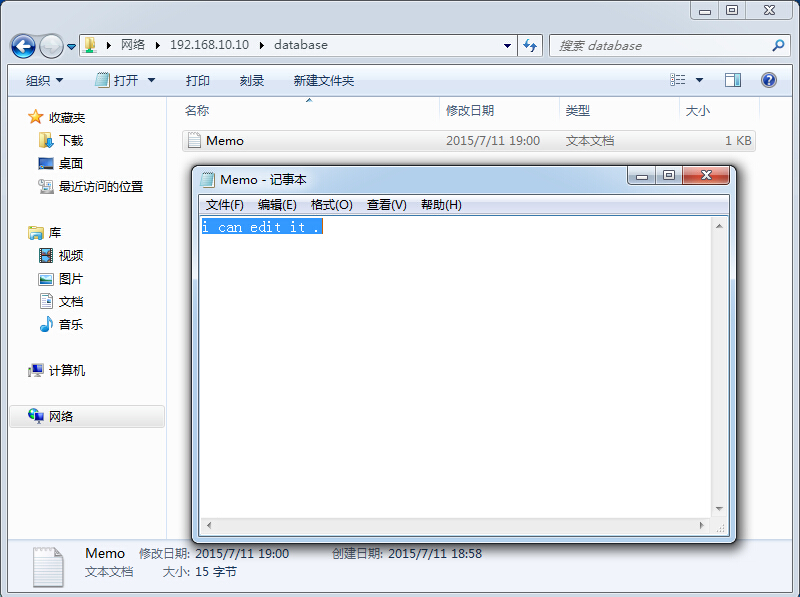 网络 192.168.10.10 database
搜索 database
组织 打开 打印 刻录 新建文件夹
名称 修改日期 类型 大小
Memo 2015/7/11 19:00 文本文档 1 KB
收藏夹
下载
桌面
最近访问的位置
库
视频
图片
文档
音乐
计算机
网络
Memo - 记事本
文件(F) 编辑(E) 格式(O) 查看(V) 帮助(H)
i can edit it .
Memo 修改日期: 2015/7/11 19:00 创建日期: 2015/7/11 18:58
文本文档 大小: 15 字节